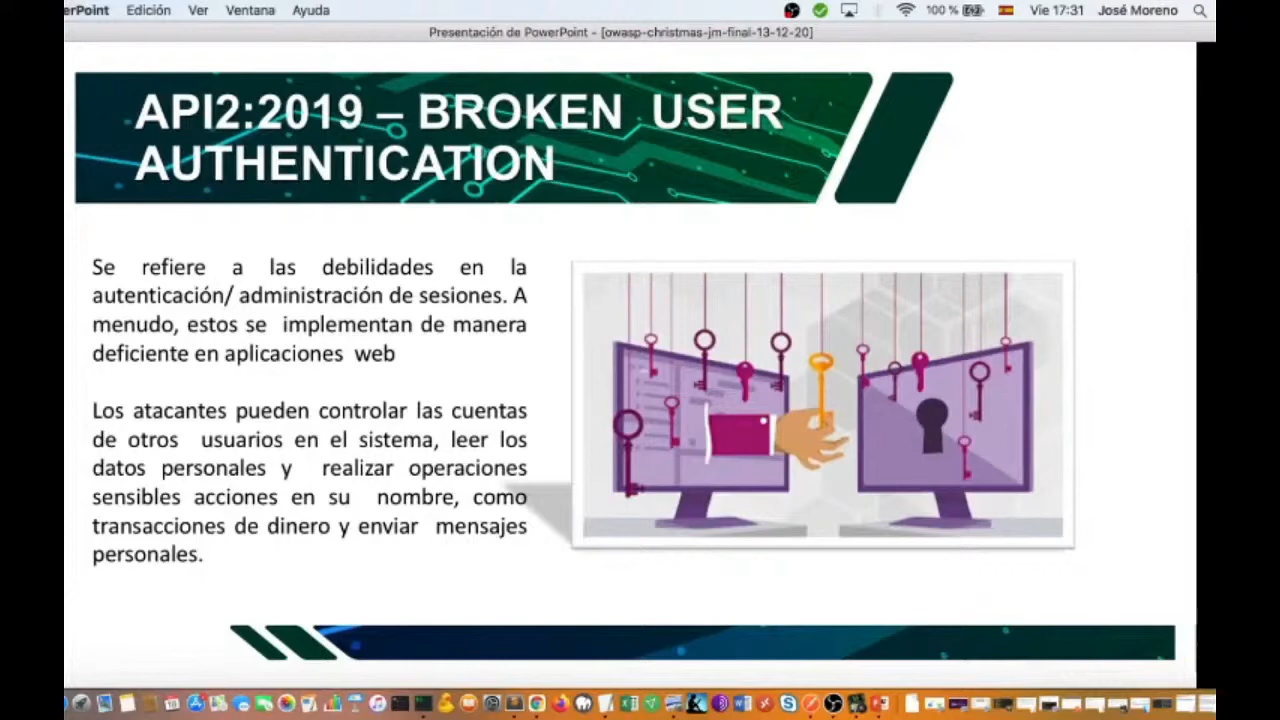 erPoint Edición Ver Ventana Ayuda 100 % Vie 17:31 José Moreno
Presentación de PowerPoint - [owasp-christmas-jm-final-13-12-20]
API2:2019 – BROKEN USER
AUTHENTICATION
Se refiere a las debilidades en la
autenticación/ administración de sesiones. A
menudo, estos se implementan de manera
deficiente en aplicaciones web
Los atacantes pueden controlar las cuentas
de otros usuarios en el sistema, leer los
datos personales y realizar operaciones
sensibles acciones en su nombre, como
transacciones de dinero y enviar mensajes
personales.